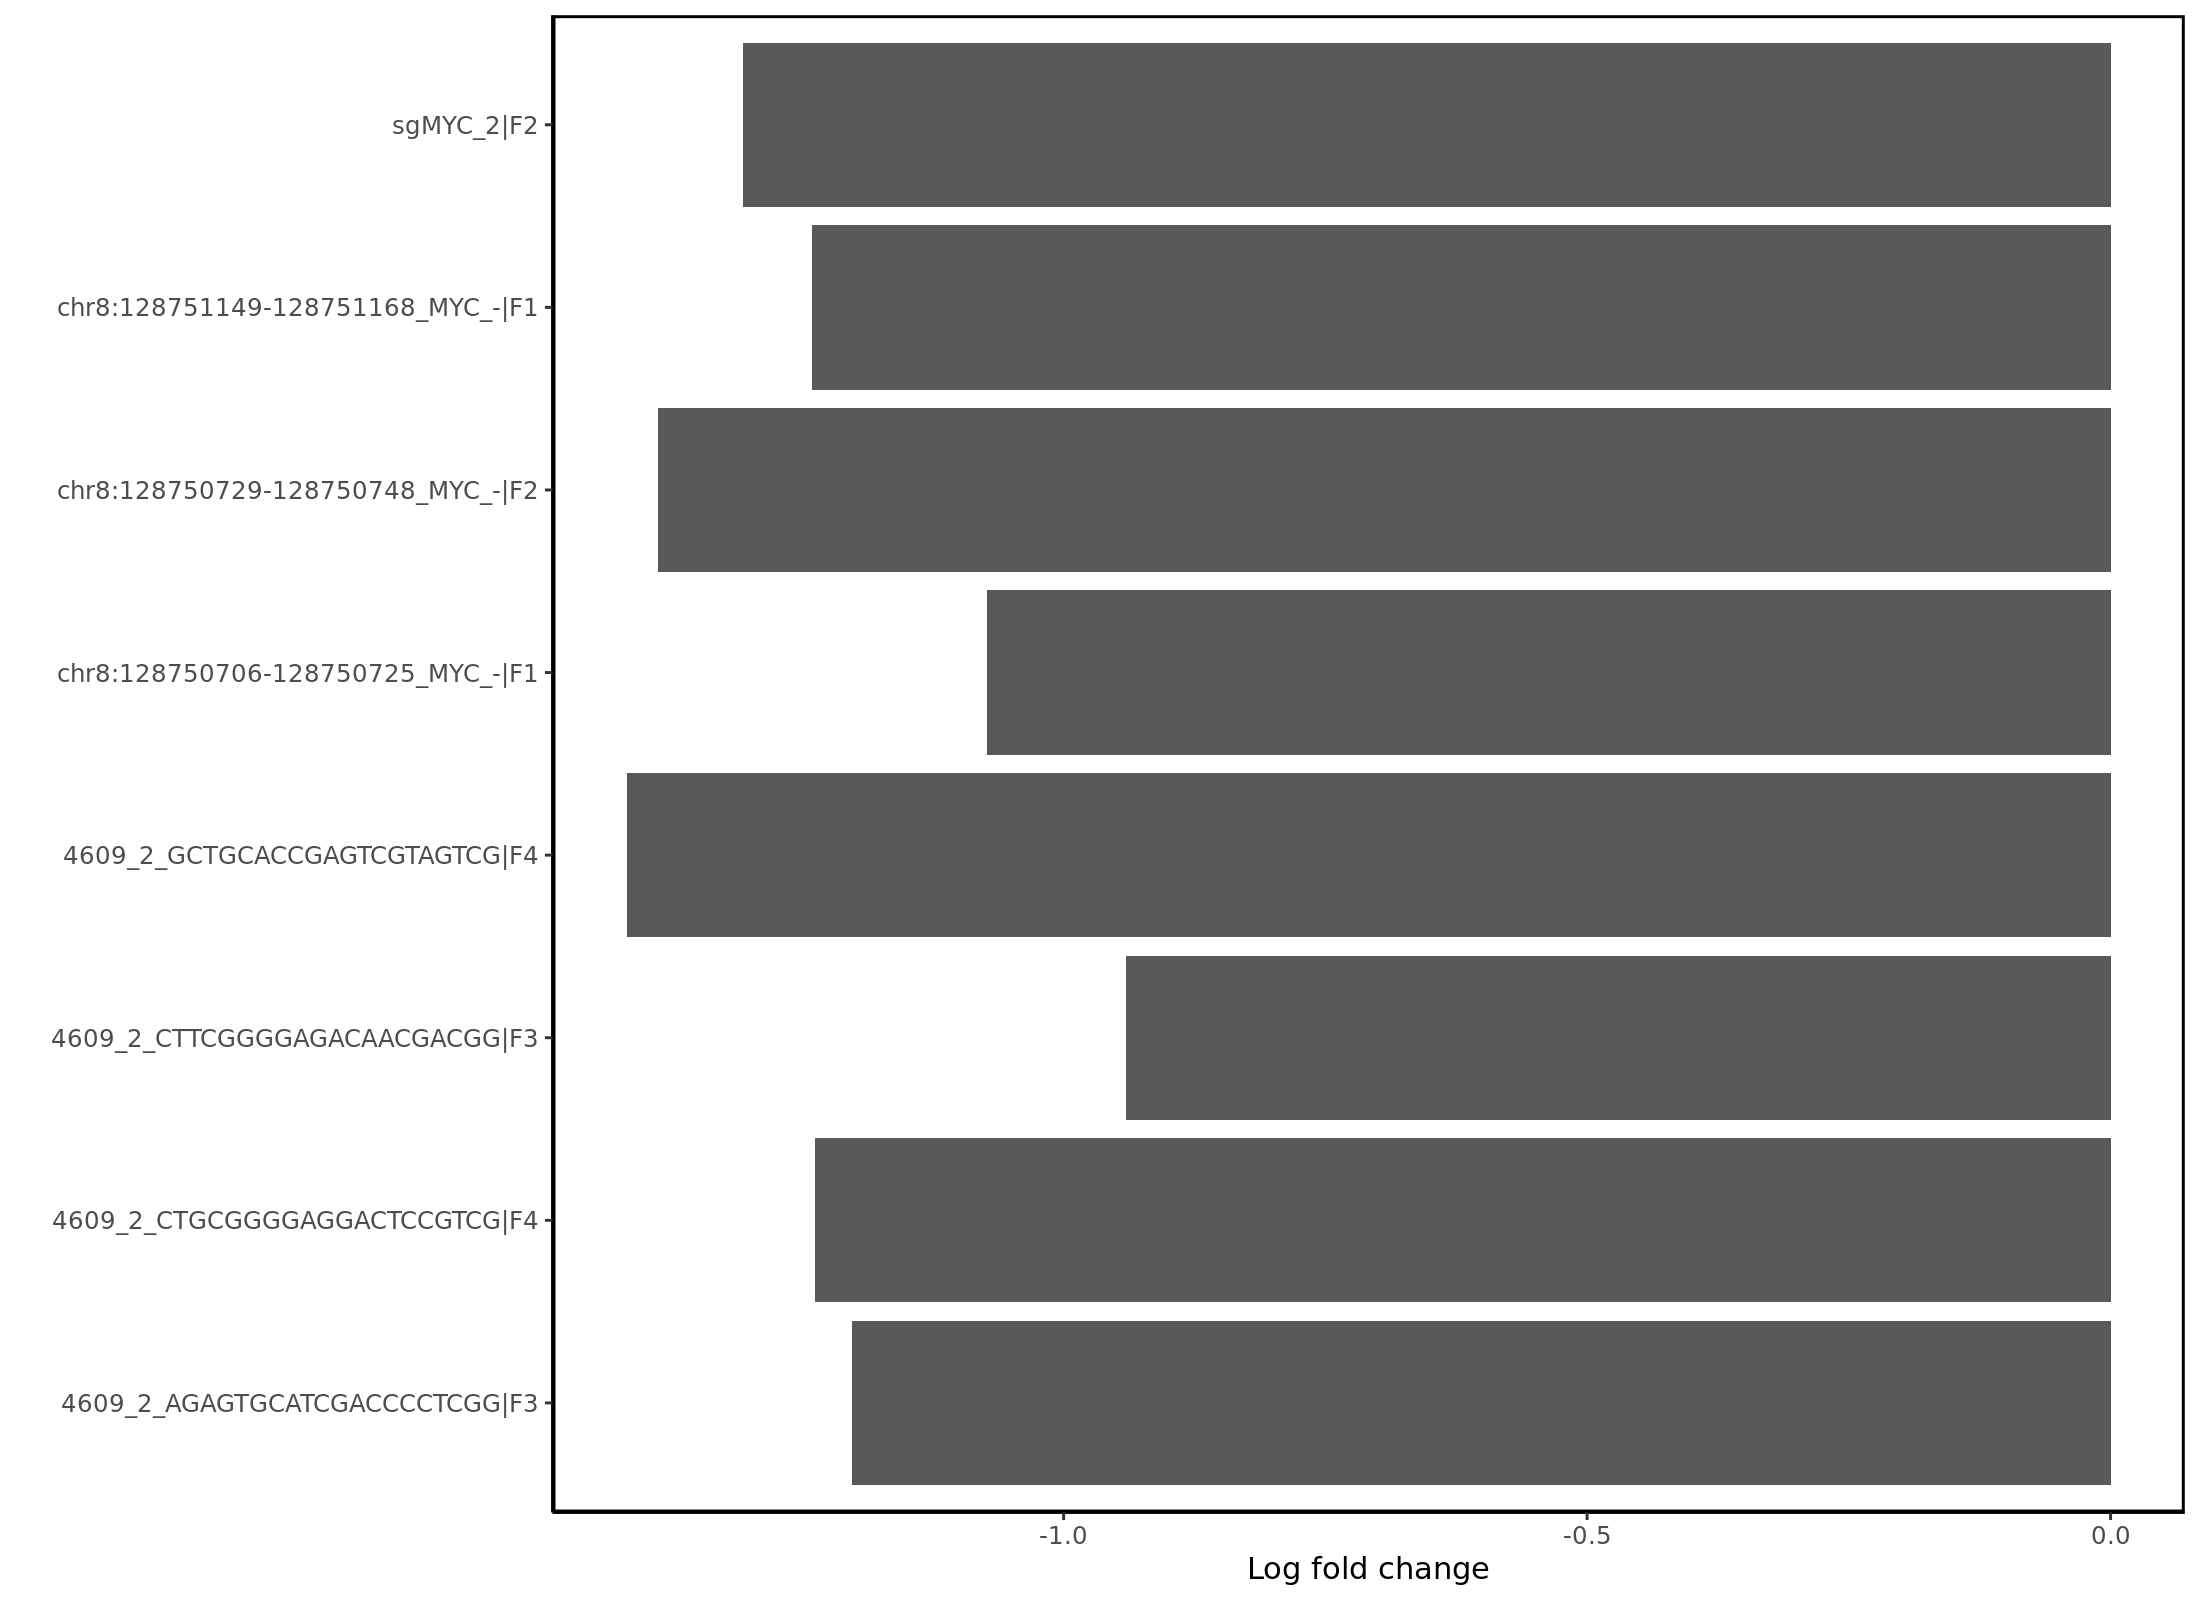 sgMYC_2|F2
chr8:128751149-128751168_MYC_-|F1
chr8:128750729-128750748_MYC_-|F2
chr8:128750706-128750725_MYC_-|F1
4609_2_GCTGCACCGAGTCGTAGTCG|F4
4609_2_CTTCGGGGAGACAACGACGG|F3
4609_2_CTGCGGGGAGGACTCCGTCG|F4
4609_2_AGAGTGCATCGACCCCTCGG|F3
-1.0 -0.5 0.0
Log fold change